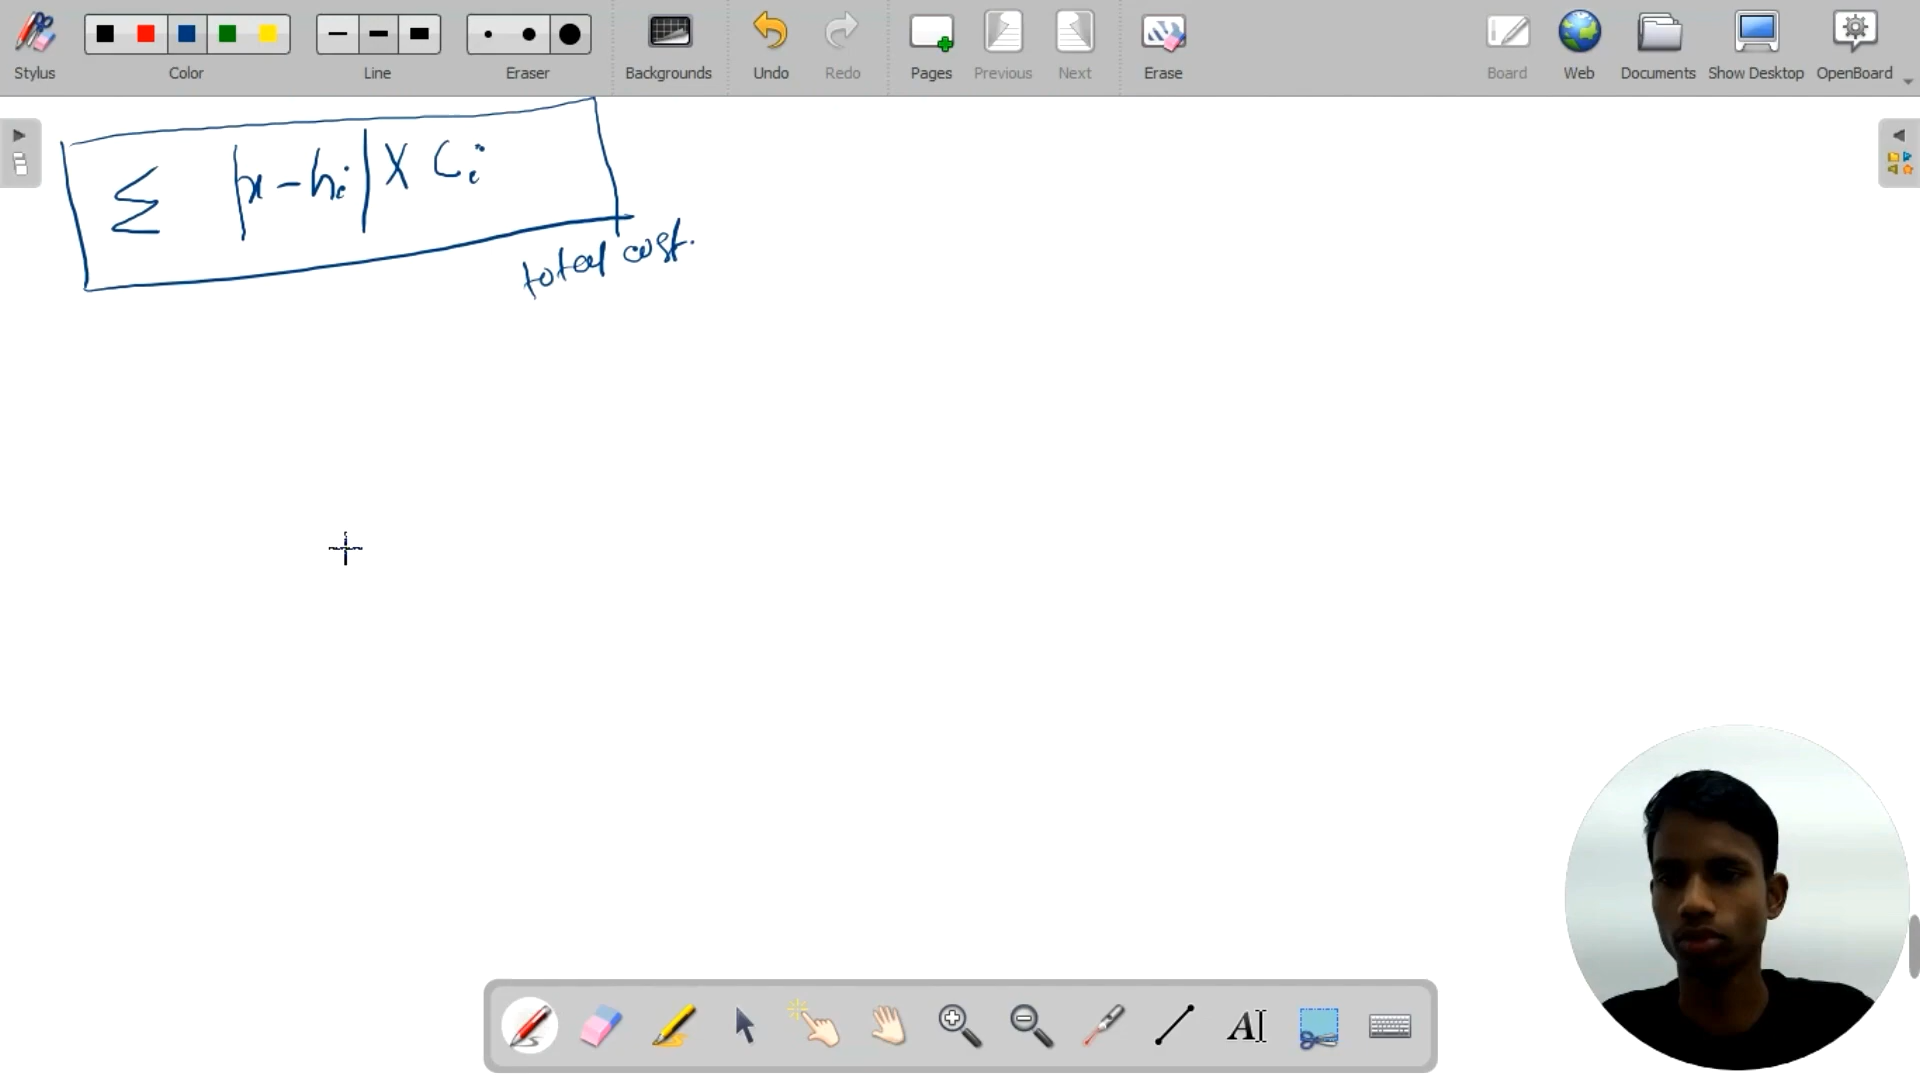 Stylus Color Line Eraser Backgrounds Undo Redo Pages Previous Next Erase Board Web Documents Show Desktop OpenBoard
Σ |x - hi| X Ci
total cost.
A